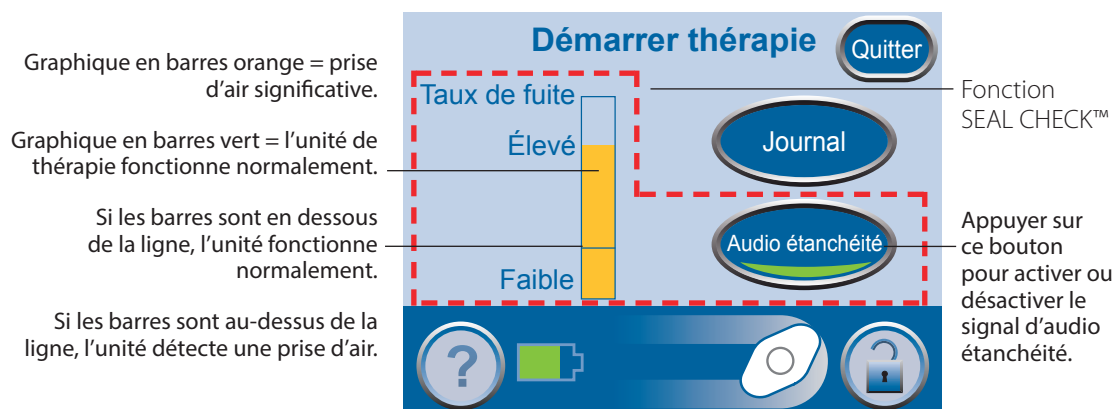 Graphique en barres orange = prise
d'air significative.
Graphique en barres vert = l'unité de
thérapie fonctionne normalement.
Si les barres sont en dessous
de la ligne, l'unité fonctionne
normalement.
Si les barres sont au-dessus de la
ligne, l'unité détecte une prise d'air.
Démarrer thérapie
Quitter
Taux de fuite
Élevé
Faible
Journal
Audio étanchéité
?
Fonction
SEAL CHECK™
Appuyer sur
ce bouton
pour activer ou
désactiver le
signal d'audio
étanchéité.